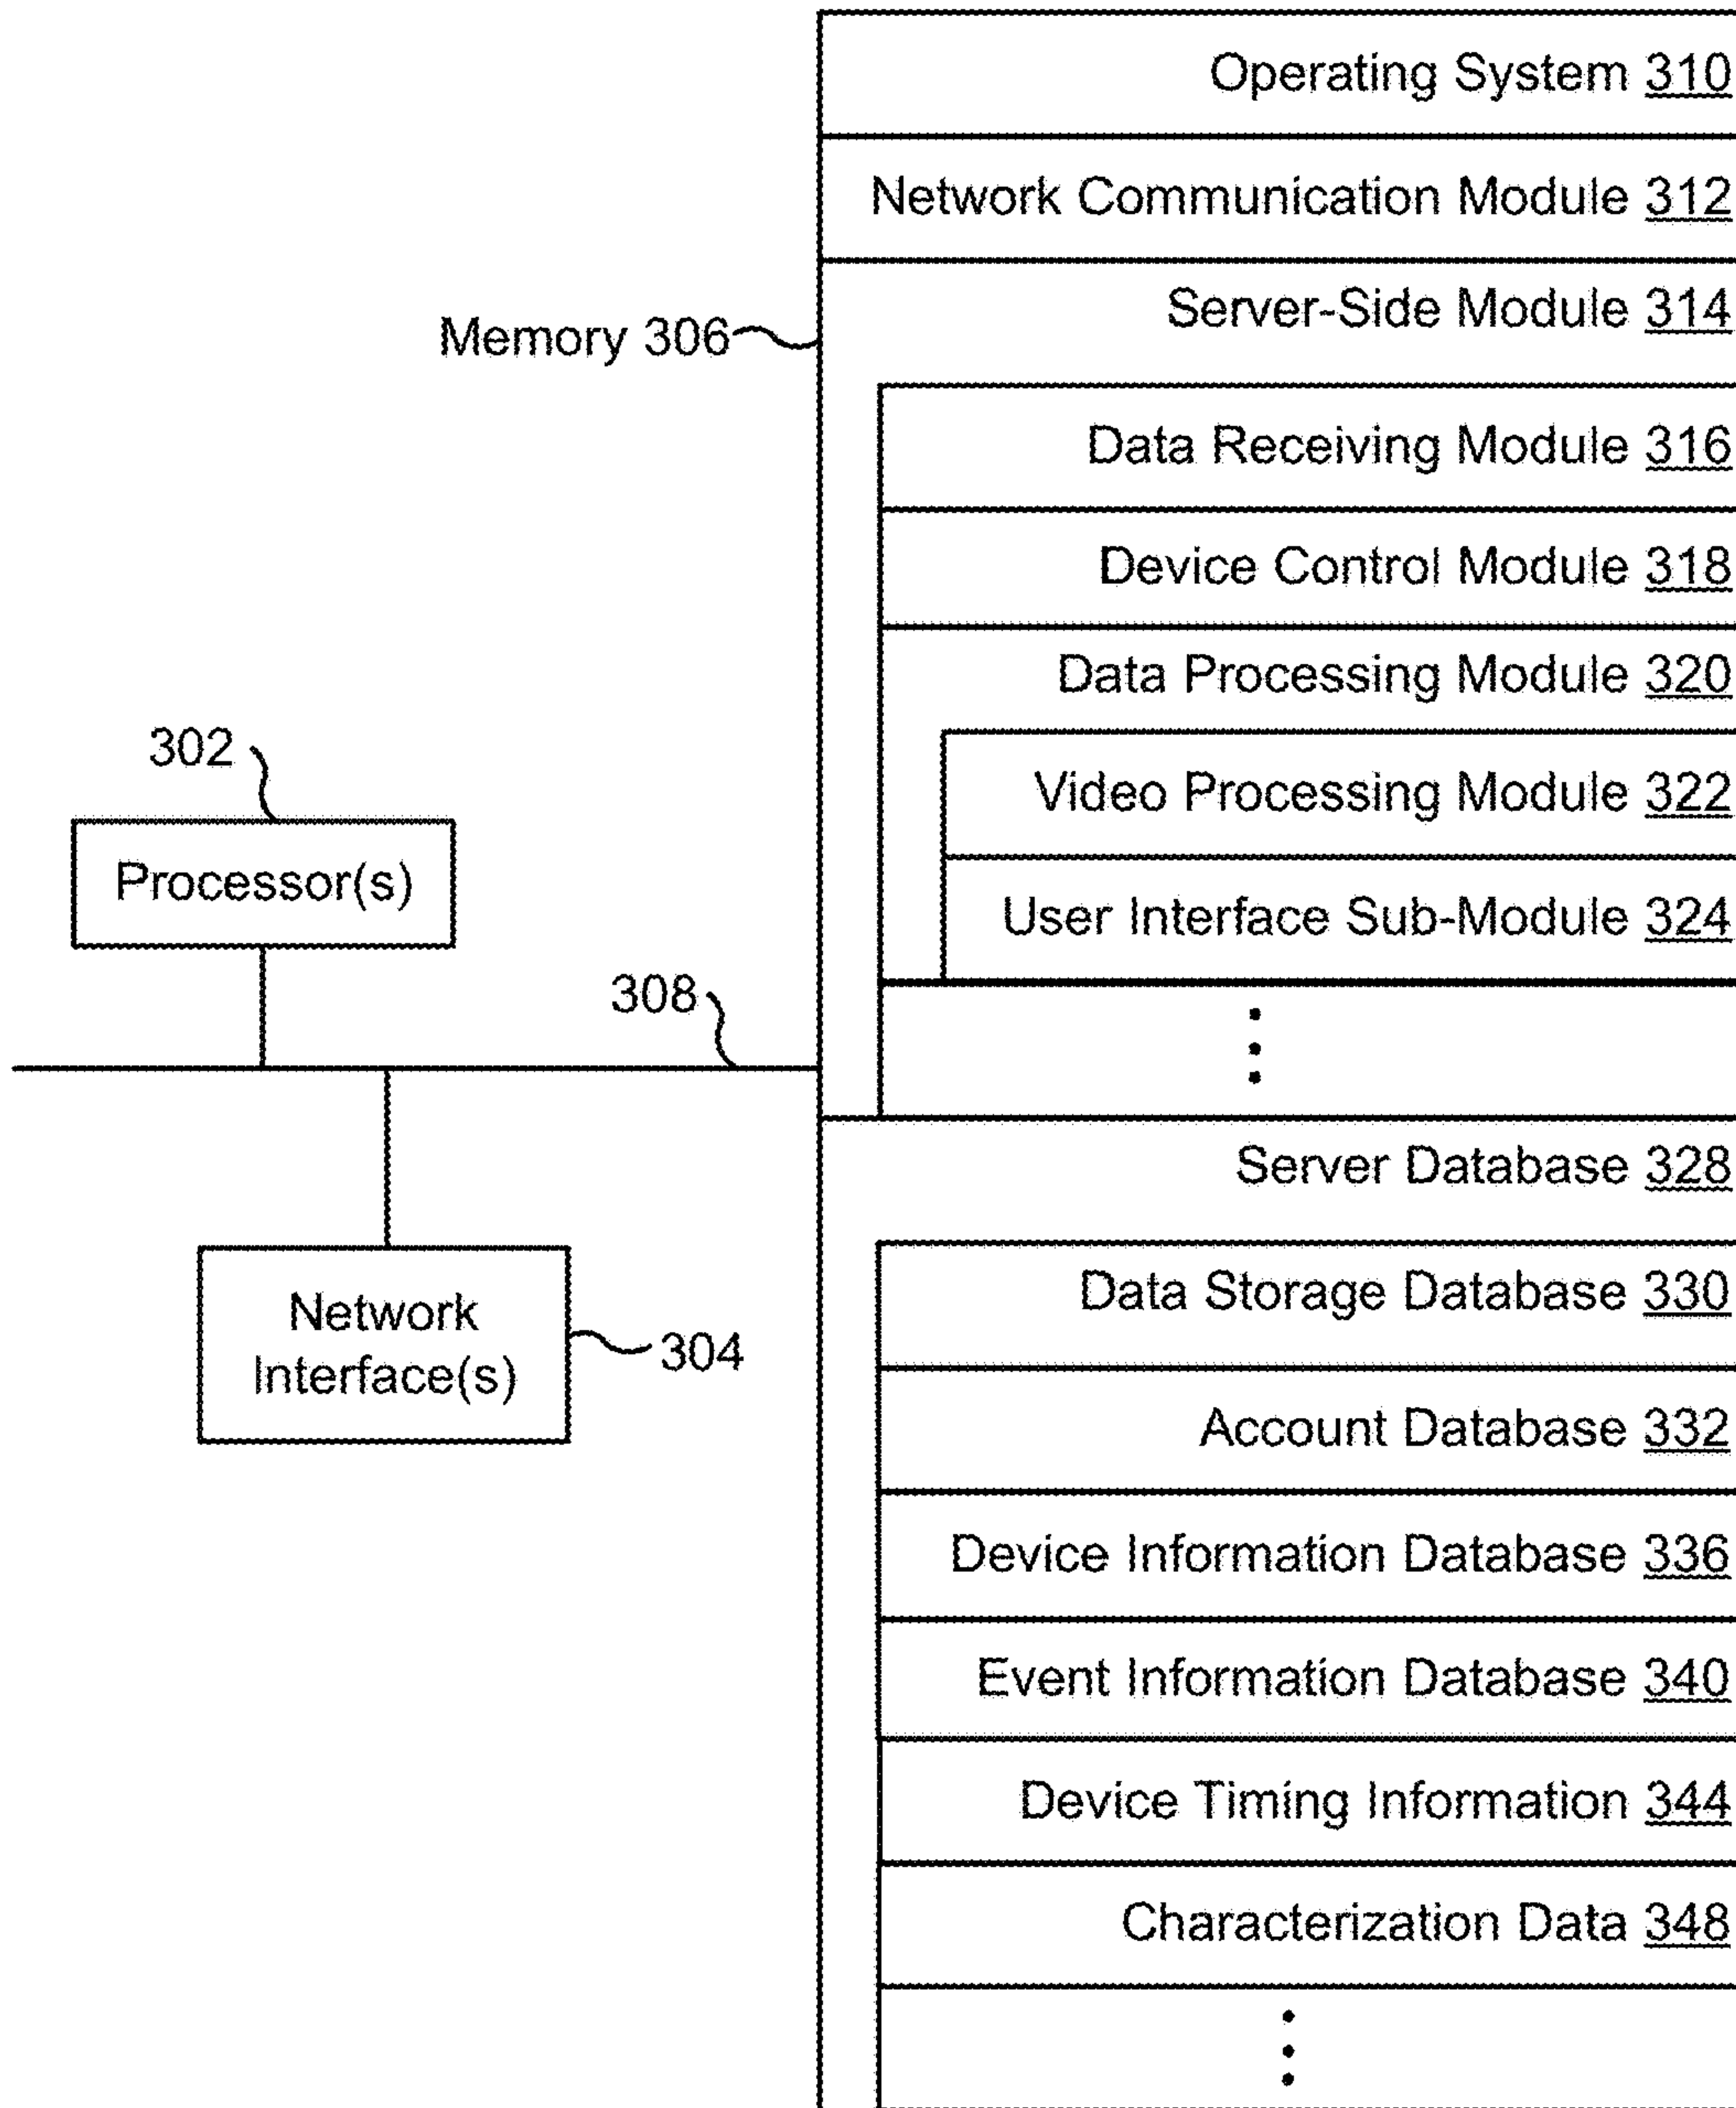 Operating System 310
Network Communication Module 312
Server-Side Module 314
Memory 306
Data Receiving Module 316
Device Control Module 318
Data Processing Module 320
302
Video Processing Module 322
Processor(s)
User Interface Sub-Module 324
308
Server Database 328
Data Storage Database 330
Network
Interface(s)
304
Account Database 332
Device Information Database 336
Event Information Database 340
Device Timing Information 344
Characterization Data 348